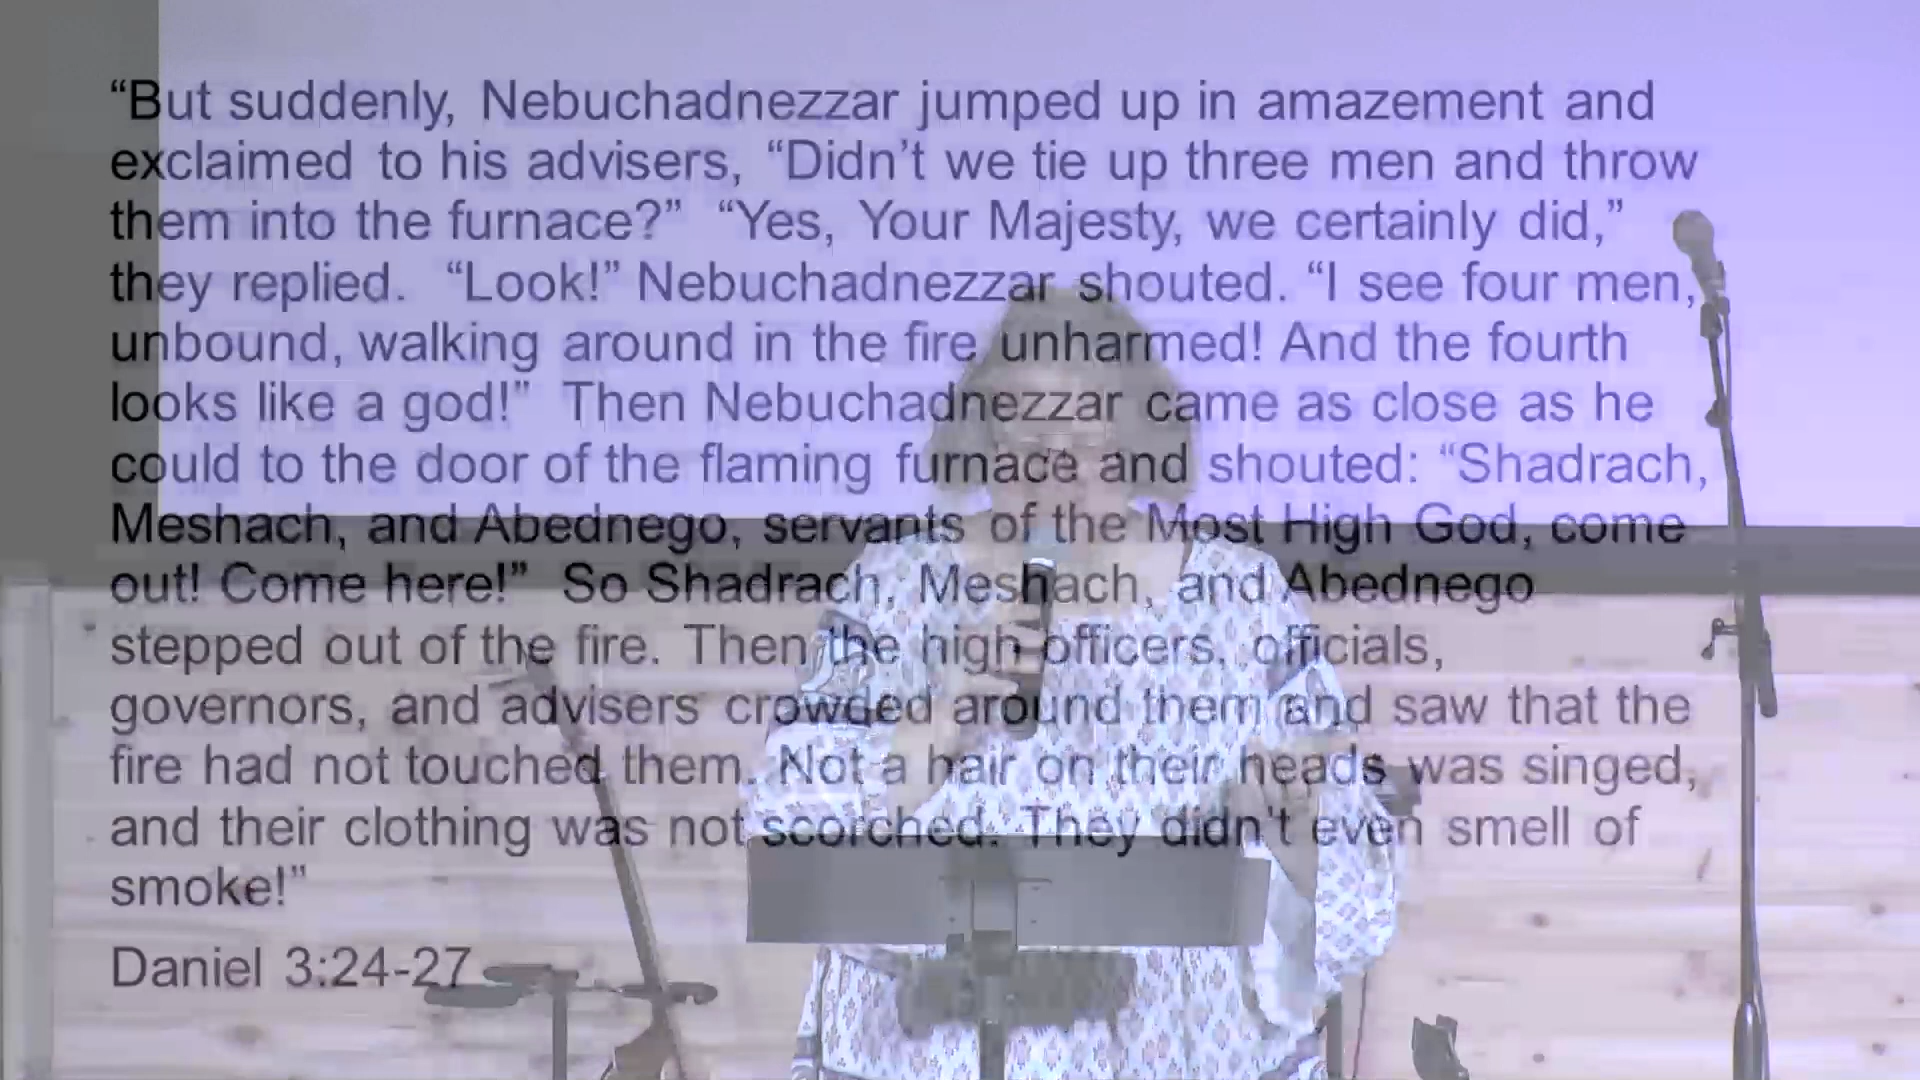 “But suddenly, Nebuchadnezzar jumped up in amazement and
exclaimed to his advisers, “Didn’t we tie up three men and throw
them into the furnace?” “Yes, Your Majesty, we certainly did,”
they replied. “Look!” Nebuchadnezzar shouted. “I see four men,
unbound, walking around in the fire unharmed! And the fourth
looks like a god!” Then Nebuchadnezzar came as close as he
could to the door of the flaming furnace and shouted: “Shadrach,
Meshach, and Abednego, servants of the Most High God, come
out! Come here!” So Shadrach, Meshach, and Abednego
stepped out of the fire. Then the high officers, officials,
governors, and advisers crowded around them and saw that the
fire had not touched them. Not a hair on their heads was singed,
and their clothing was not scorched. They didn't even smell of
smoke!”
Daniel 3:24-27